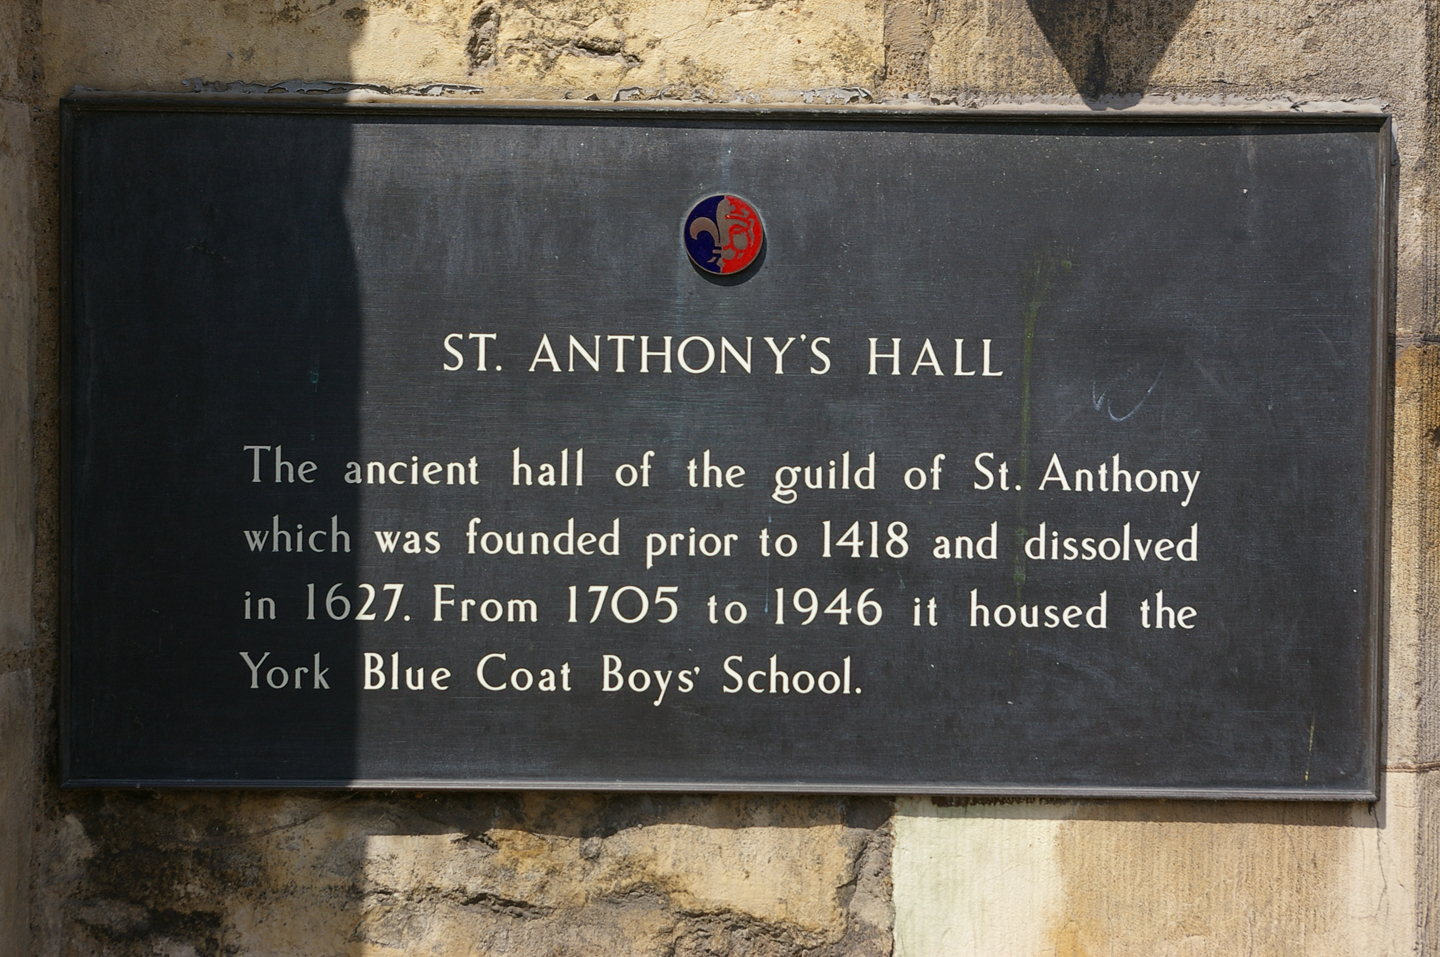 ST. ANTHONY'S HALL
The ancient hall of the guild of St. Anthony
which was founded prior to 1418 and dissolved
in 1627. From 1705 to 1946 it housed the
York Blue Coat Boys' School.